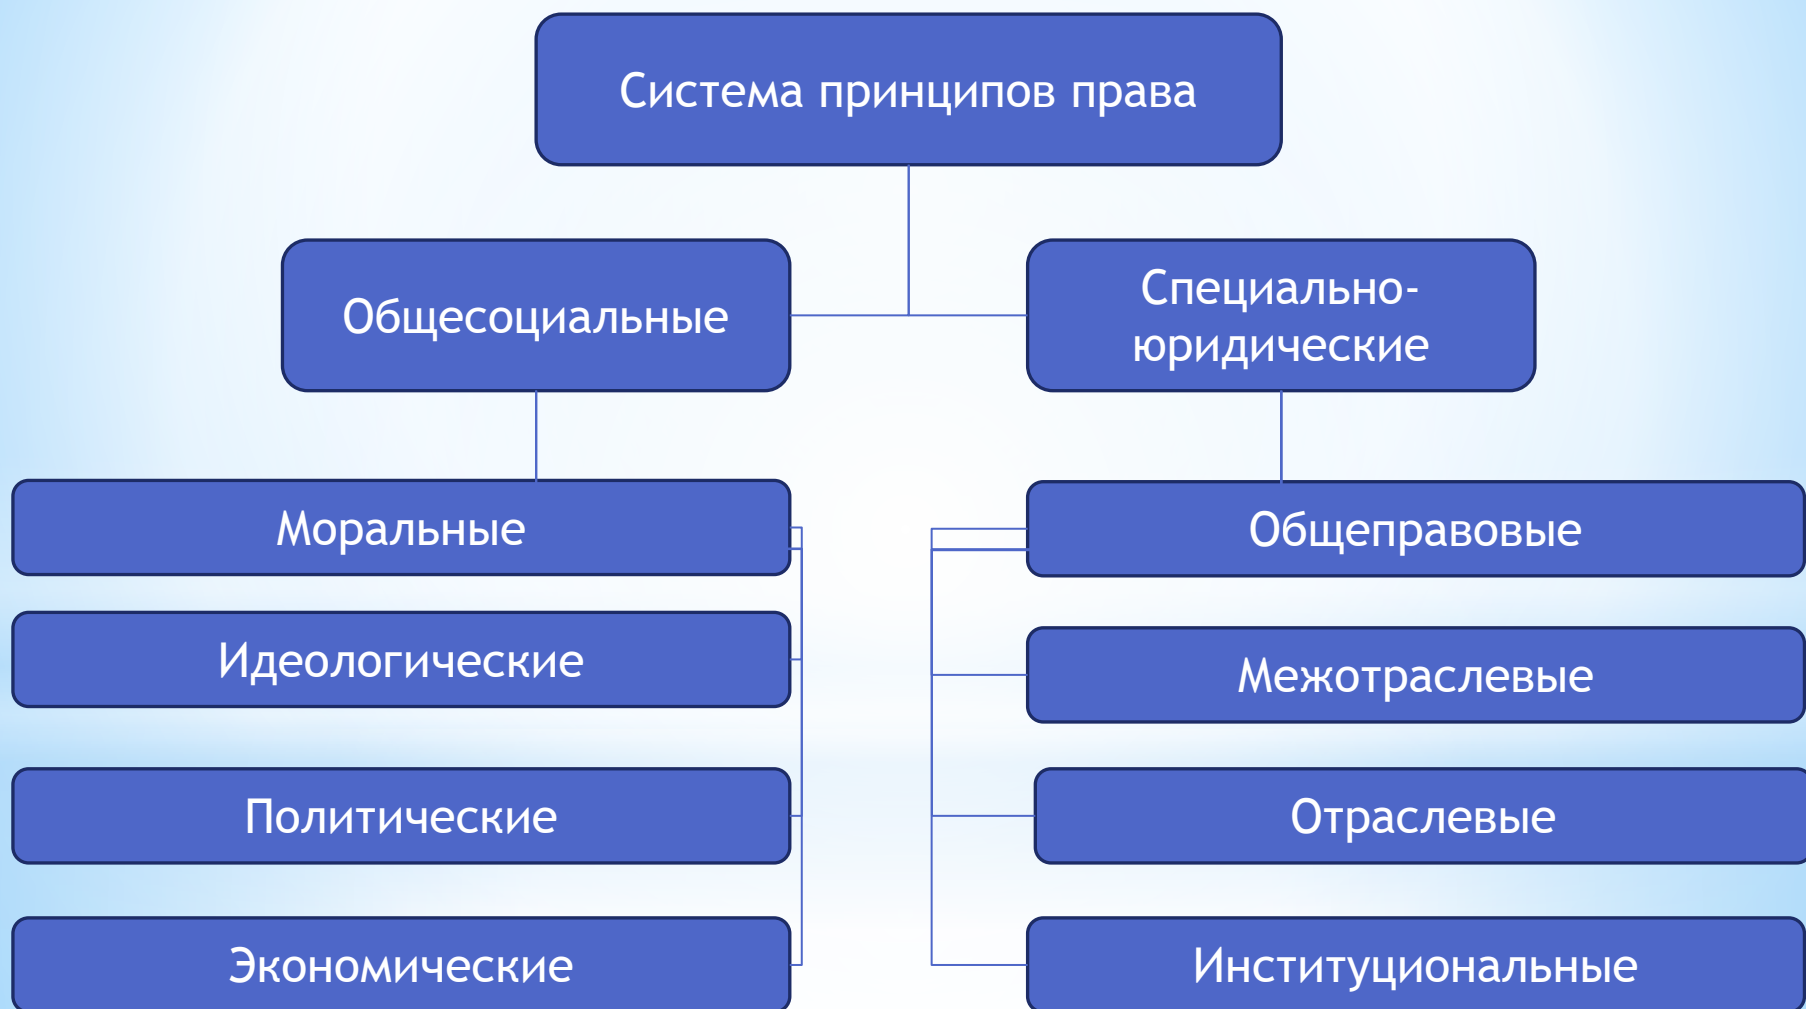 Система принципов права
Общесоциальные
Специально-
юридические
Моральные
Общеправовые
Идеологические
Межотраслевые
Политические
Отраслевые
Экономические
Институциональные